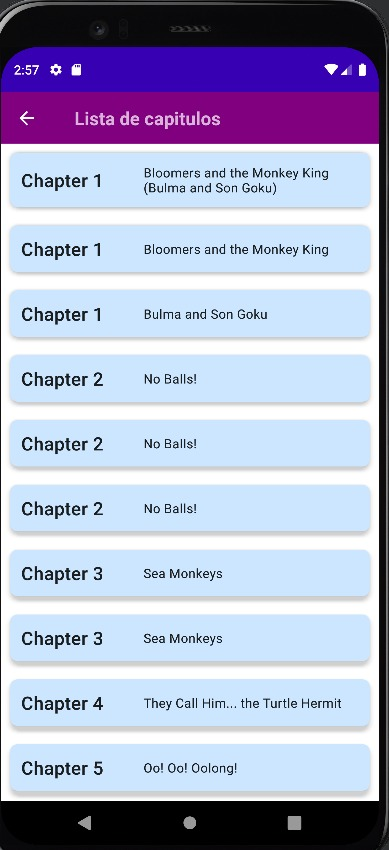 2:57
Lista de capitulos
Chapter 1
Bloomers and the Monkey King
(Bulma and Son Goku)
Chapter 1
Bloomers and the Monkey King
Chapter 1
Bulma and Son Goku
Chapter 2
No Balls!
Chapter 2
No Balls!
Chapter 2
No Balls!
Chapter 3
Sea Monkeys
Chapter 3
Sea Monkeys
Chapter 4
They Call Him... the Turtle Hermit
Chapter 5
Oo! Oo! Oolong!